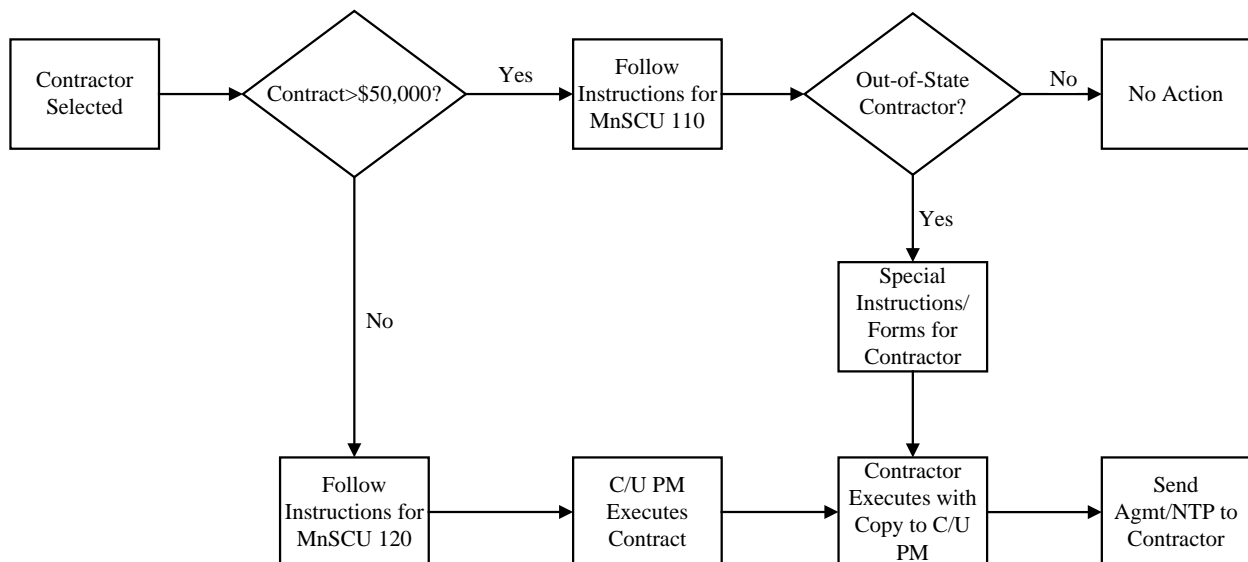 Contractor
Selected
Contract>$50,000?
Yes
Follow
Instructions for
MnSCU 110
Out-of-State
Contractor?
No
No Action
Yes
Special
Instructions/
Forms for
Contractor
No
Follow
Instructions for
MnSCU 120
C/U PM
Executes
Contract
Contractor
Executes with
Copy to C/U
PM
Send
Agmt/NTP to
Contractor